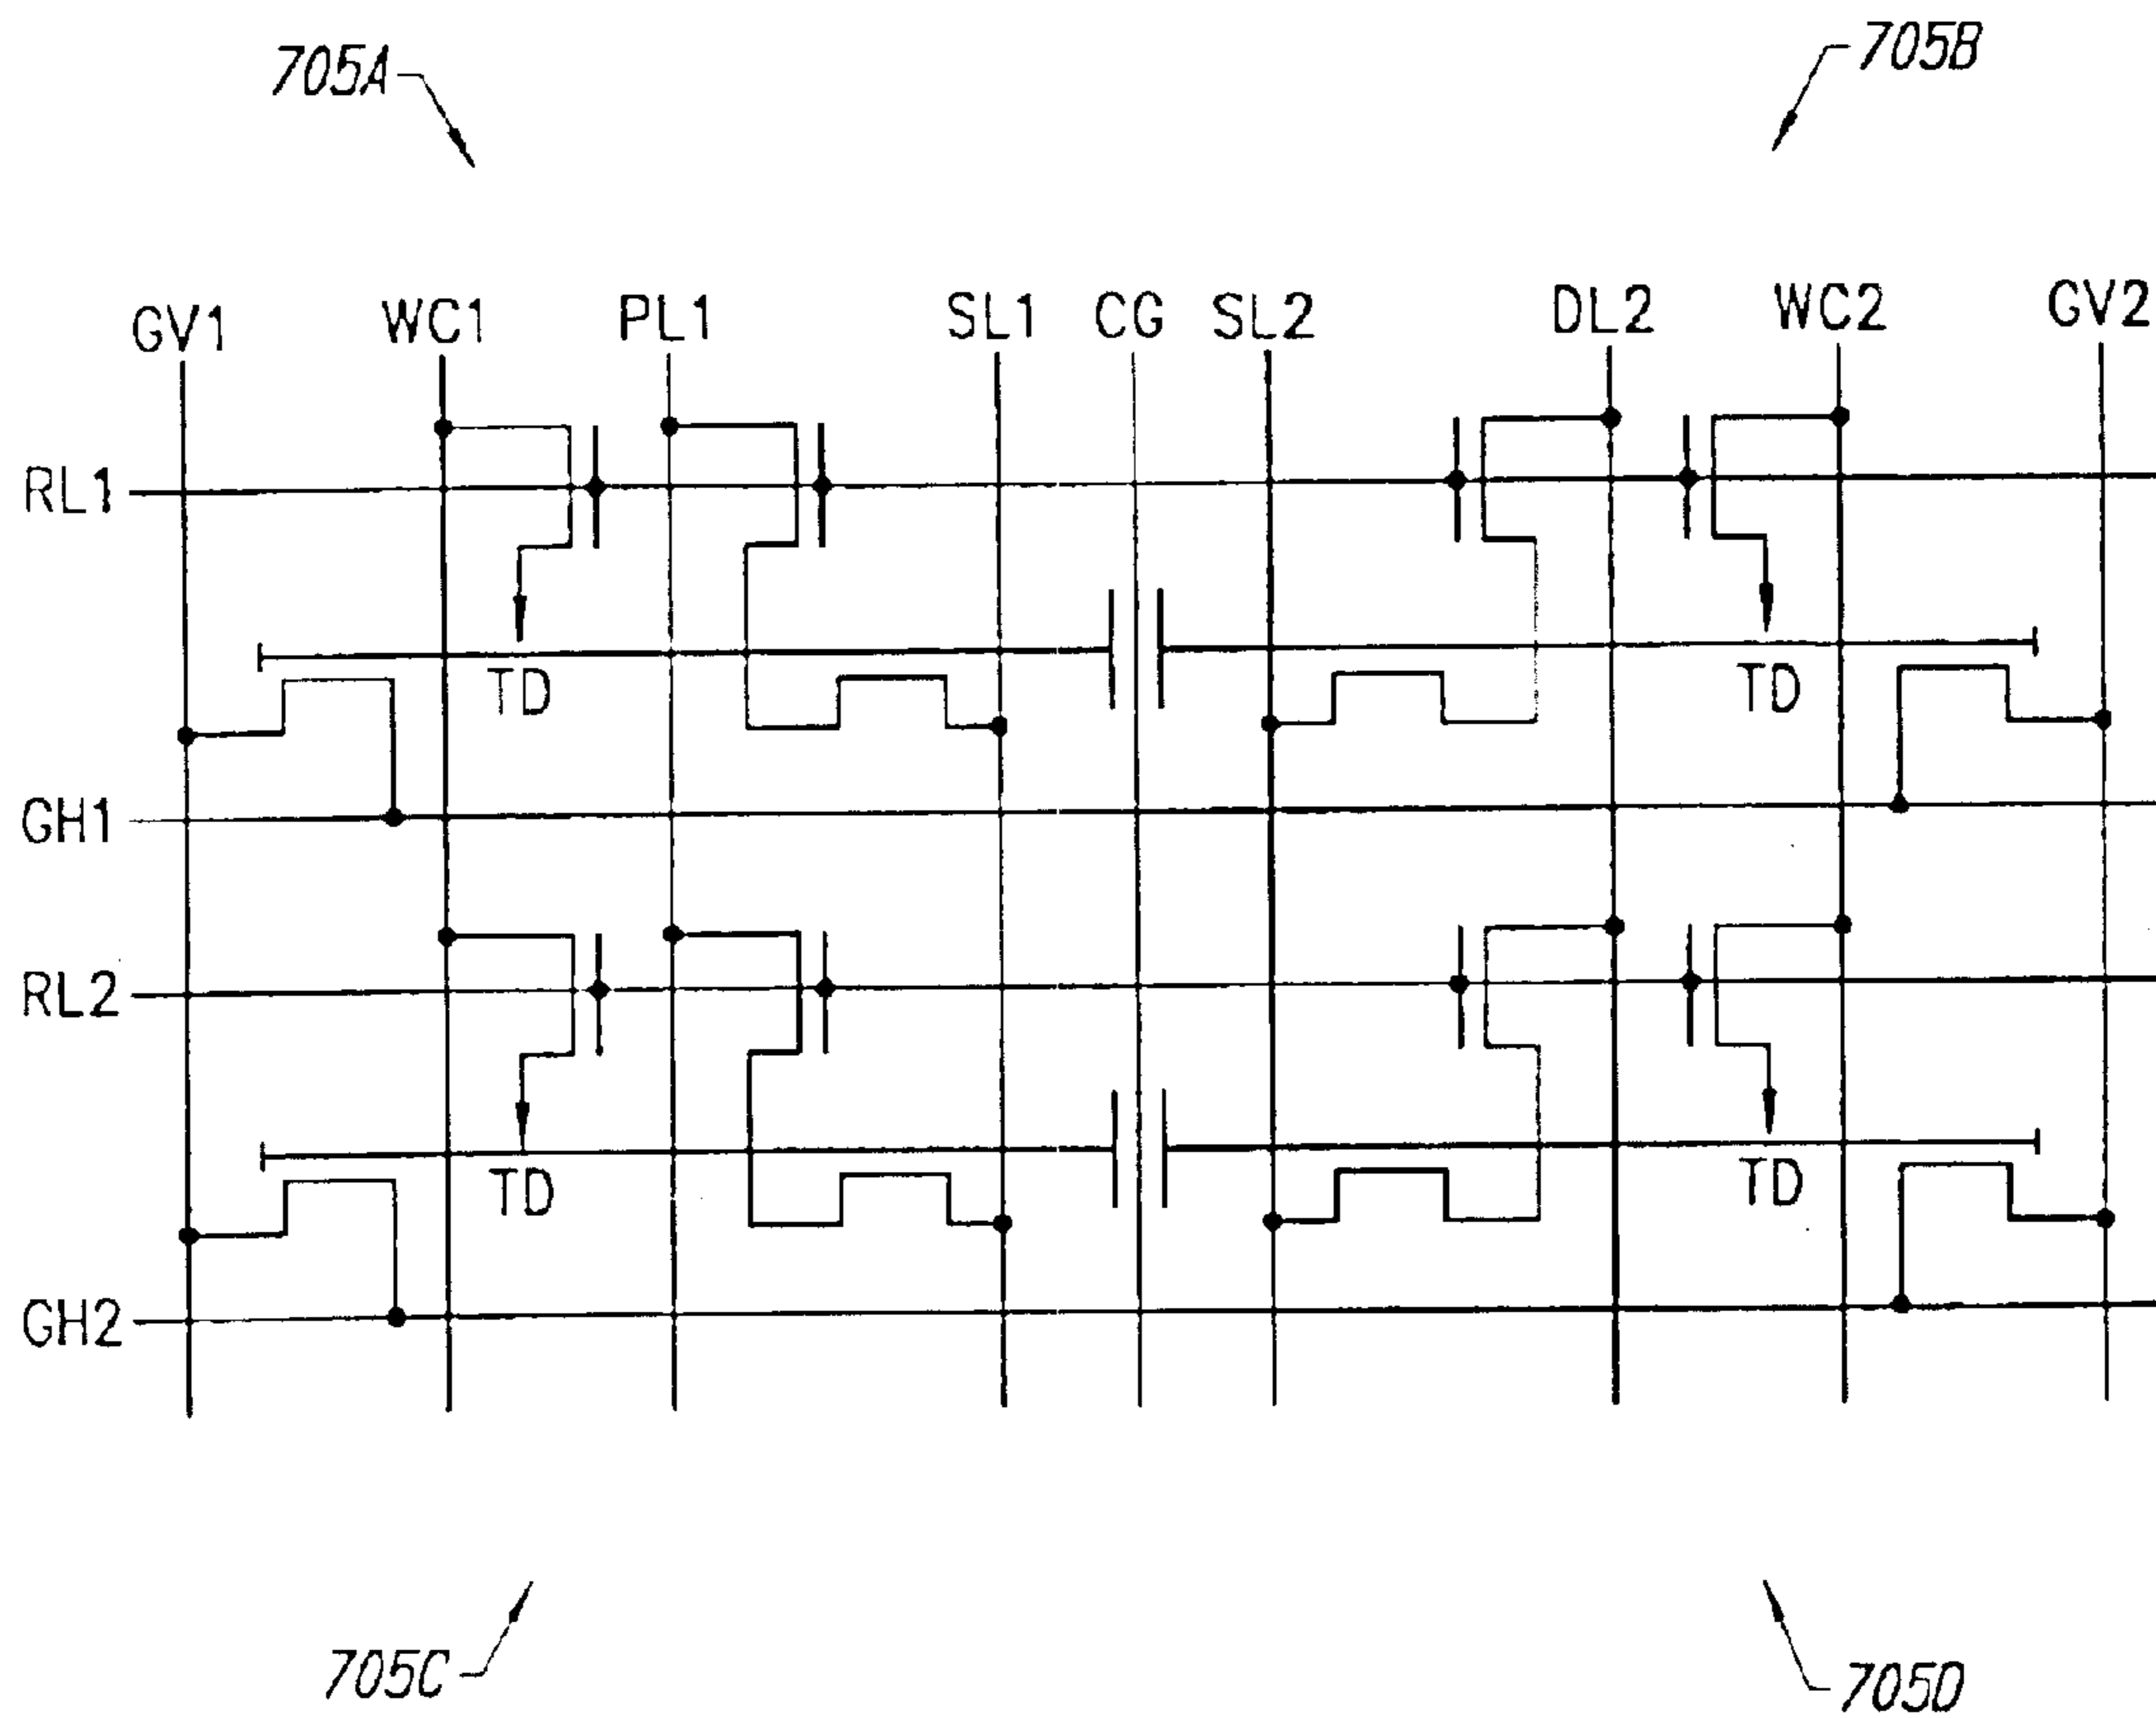 705A
705B
GV1 WC1 PL1 SL1 CG SL2 DL2 WC2 GV2
RL1
TD TD
GH1
RL2
TD TD
GH2
705C
705D